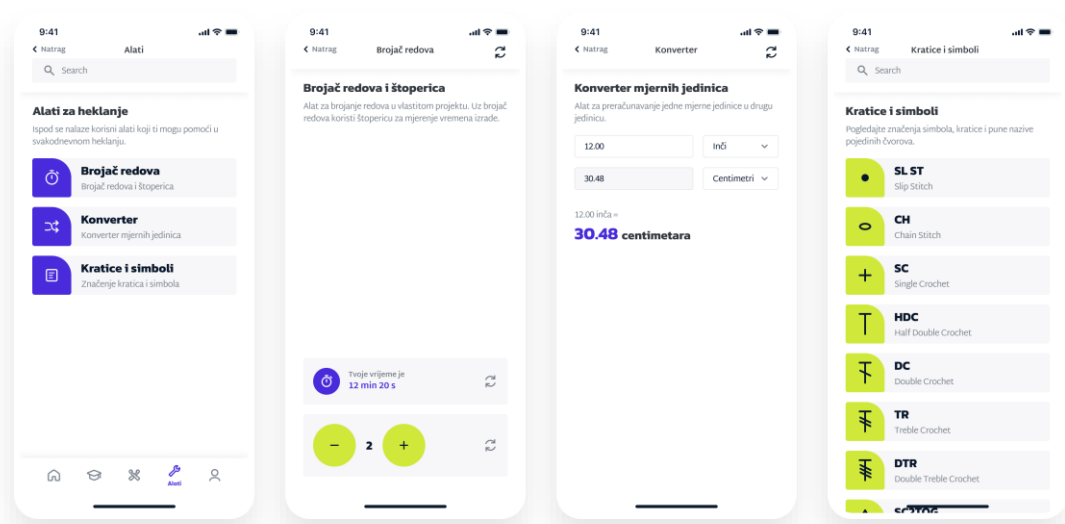 9:41
Natrag
Alati
Search
Alati za heklanje
Ispod se nalaze korisni alati koji ti mogu pomoći u
svakodnevnom heklanju.
Brojač redova
Brojač redova i štoperica
Konverter
Konverter mjernih jedinica
Kratice i simboli
Značenje kratica i simbola
Alati
9:41
Natrag
Brojač redova
Brojač redova i štoperica
Alat za brojanje redova u vlastitom projektu. Uz brojač
redova koristi štopericu za mjerenje vremena izrade.
Tvoje vrijeme je
12 min 20 s
− 2 +
9:41
Natrag
Konverter
Konverter mjernih jedinica
Alat za preračunavanje jedne mjerne jedinice u drugu
jedinicu.
12.00
Inči
30.48
Centimetri
12.00 inča =
30.48 centimetara
9:41
Natrag
Kratice i simboli
Search
Kratice i simboli
Pogledajte značenja simbola, kratice i pune nazive
pojedinih čvorova.
SL ST
Slip Stitch
CH
Chain Stitch
SC
Single Crochet
HDC
Half Double Crochet
DC
Double Crochet
TR
Treble Crochet
DTR
Double Treble Crochet
SC2TOG